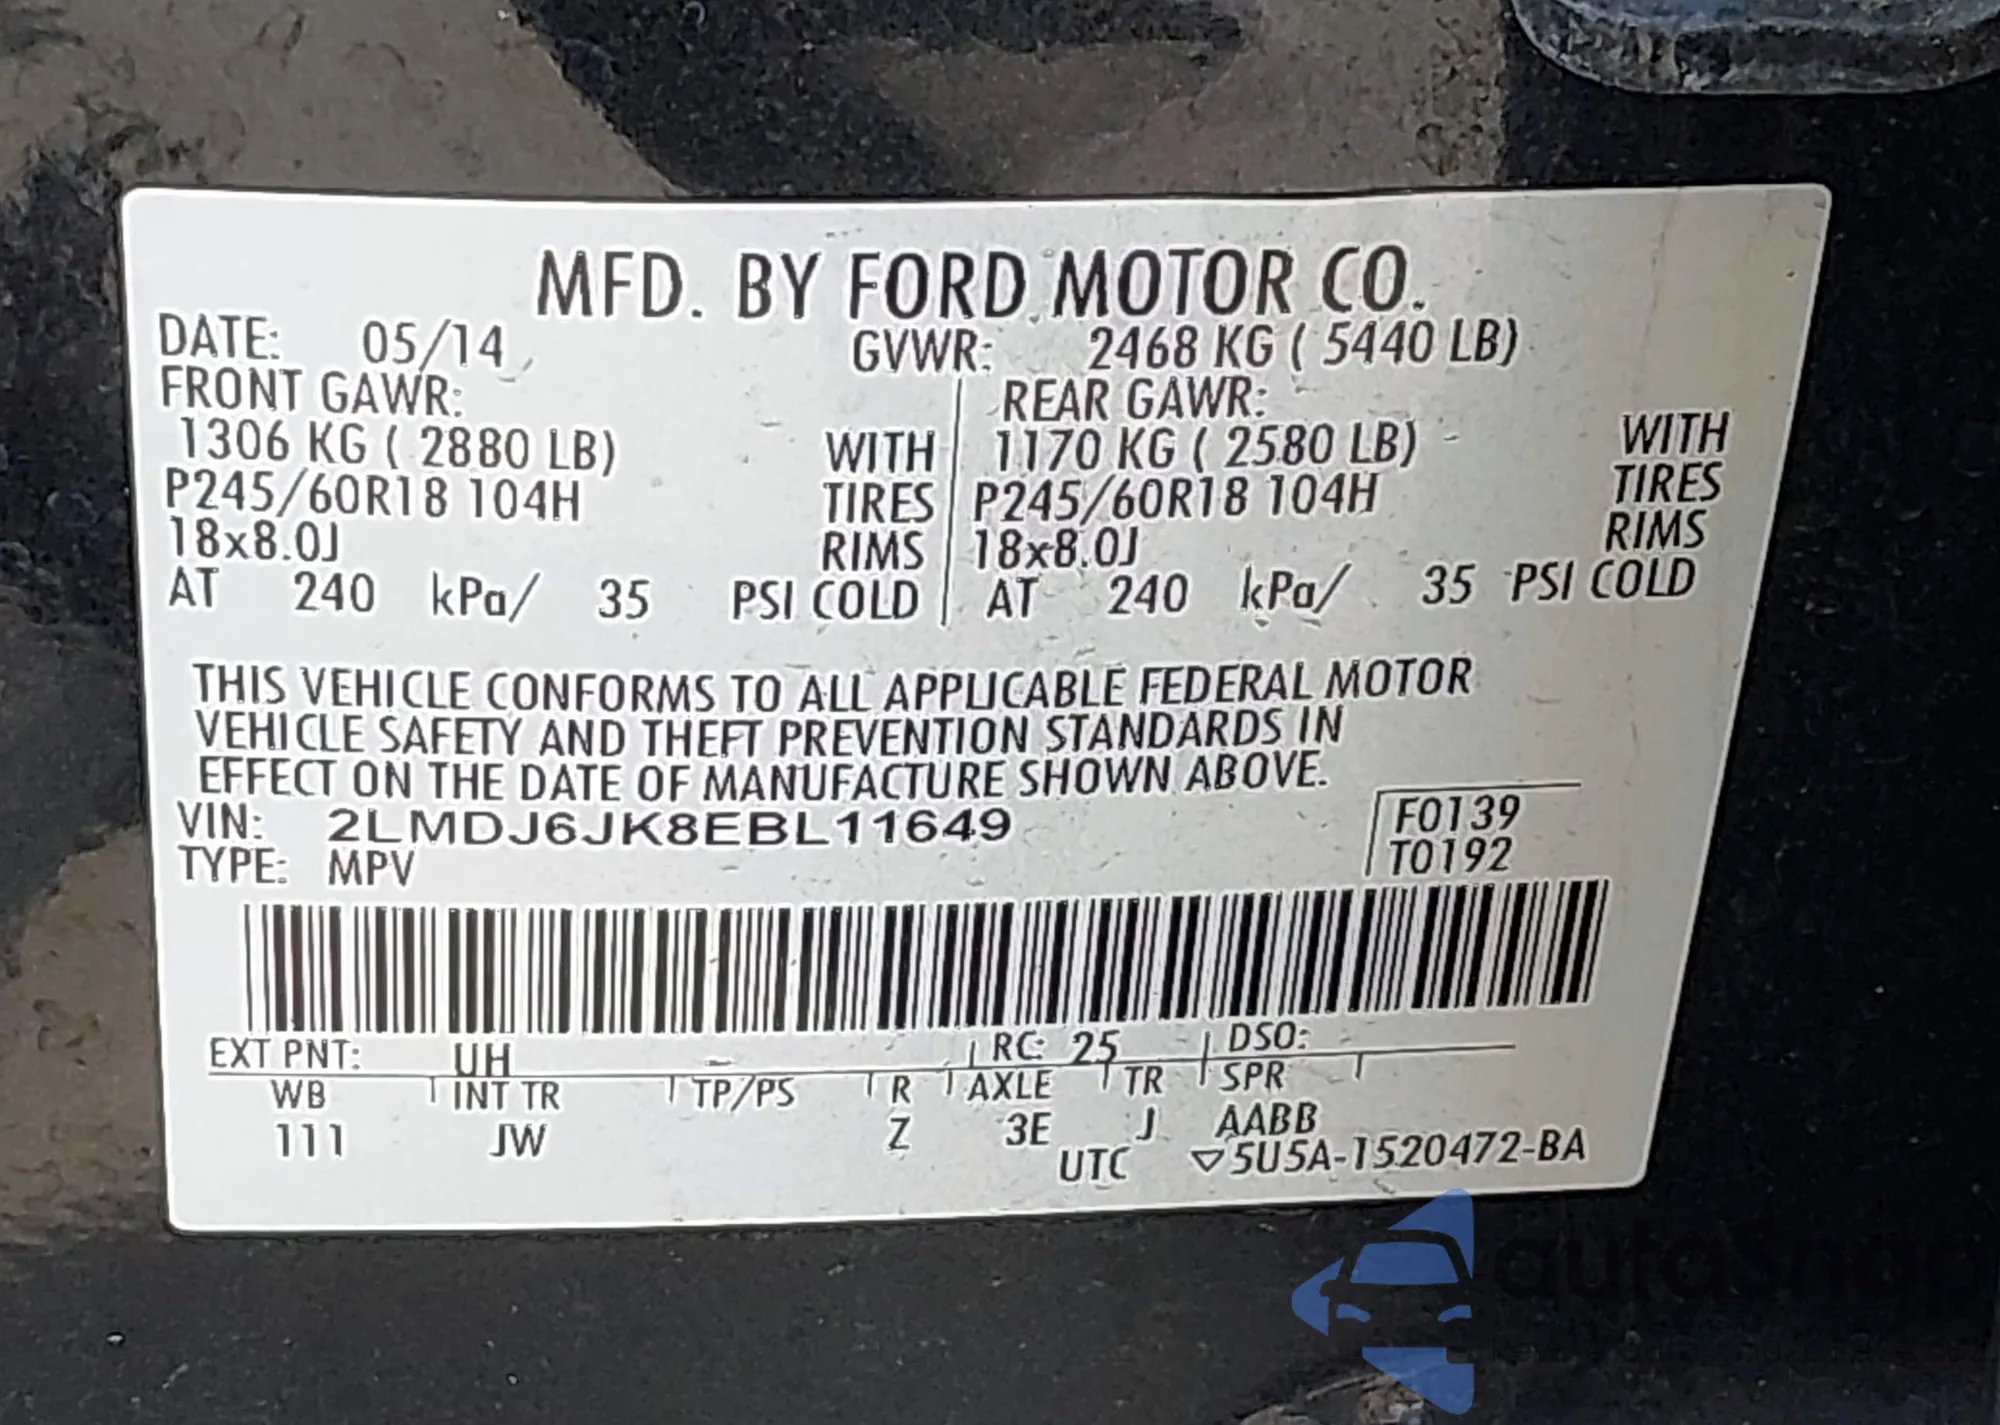 MFD. BY FORD MOTOR CO.
DATE: 05/14 GVWR: 2468 KG ( 5440 LB)
FRONT GAWR: REAR GAWR:
1306 KG ( 2880 LB) WITH 1170 KG ( 2580 LB) WITH
P245/60R18 104H TIRES P245/60R18 104H TIRES
18x8.0J RIMS 18x8.0J RIMS
AT 240 kPa/ 35 PSI COLD AT 240 kPa/ 35 PSI COLD
THIS VEHICLE CONFORMS TO ALL APPLICABLE FEDERAL MOTOR
VEHICLE SAFETY AND THEFT PREVENTION STANDARDS IN
EFFECT ON THE DATE OF MANUFACTURE SHOWN ABOVE.
VIN: 2LMDJ6JK8EBL11649 F0139
TYPE: MPV T0192
EXT PNT: UH RC: 25 DSO:
WB INT TR TP/PS R AXLE TR SPR
111 JW Z 3E J AABB
UTC ▽5U5A-1520472-BA
autosnap